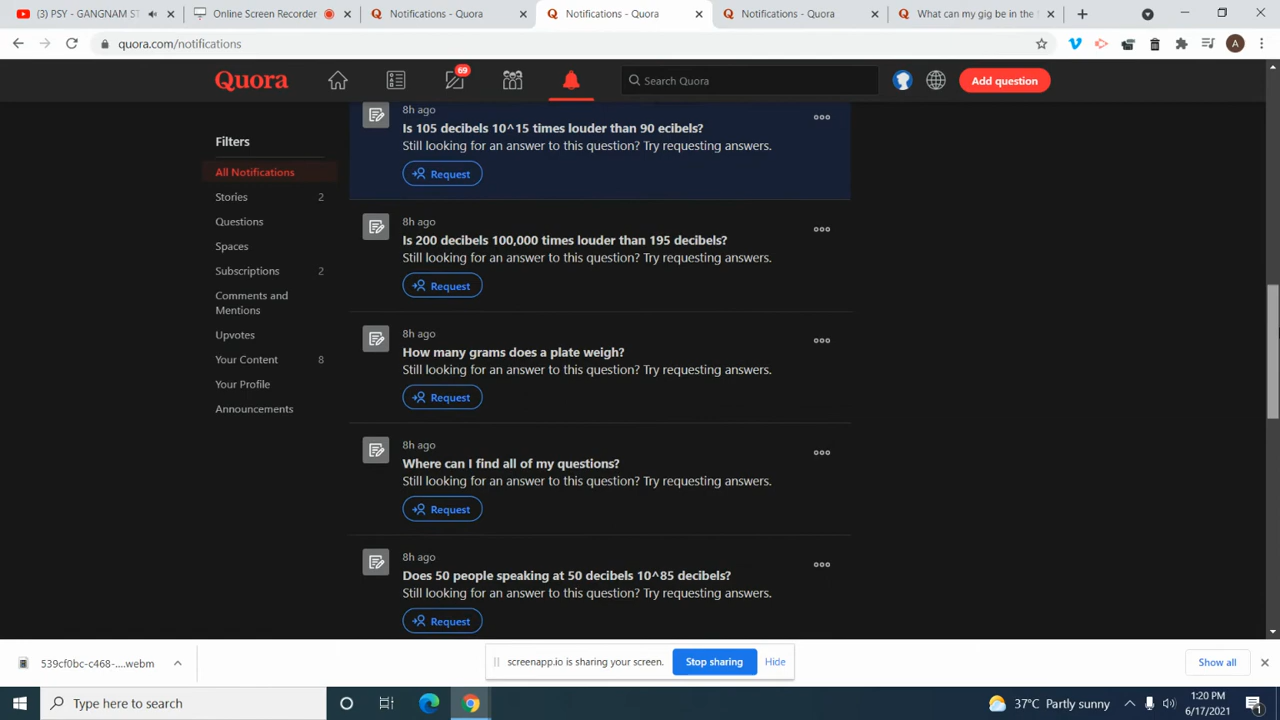 (3) PSY - GANGNAM ST
Online Screen Recorder
Notifications - Quora
Notifications - Quora
Notifications - Quora
What can my gig be in the
quora.com/notifications
A
Quora
69
Search Quora
Add question
Filters
All Notifications
Stories 2
Questions
Spaces
Subscriptions 2
Comments and
Mentions
Upvotes
Your Content 8
Your Profile
Announcements
8h ago
Is 105 decibels 10^15 times louder than 90 ecibels?
Still looking for an answer to this question? Try requesting answers.
Request
8h ago
Is 200 decibels 100,000 times louder than 195 decibels?
Still looking for an answer to this question? Try requesting answers.
Request
8h ago
How many grams does a plate weigh?
Still looking for an answer to this question? Try requesting answers.
Request
8h ago
Where can I find all of my questions?
Still looking for an answer to this question? Try requesting answers.
Request
8h ago
Does 50 people speaking at 50 decibels 10^85 decibels?
Still looking for an answer to this question? Try requesting answers.
Request
539cf0bc-c468-....webm
screenapp.io is sharing your screen.
Stop sharing
Hide
Show all
Type here to search
37°C Partly sunny
1:20 PM
6/17/2021
1